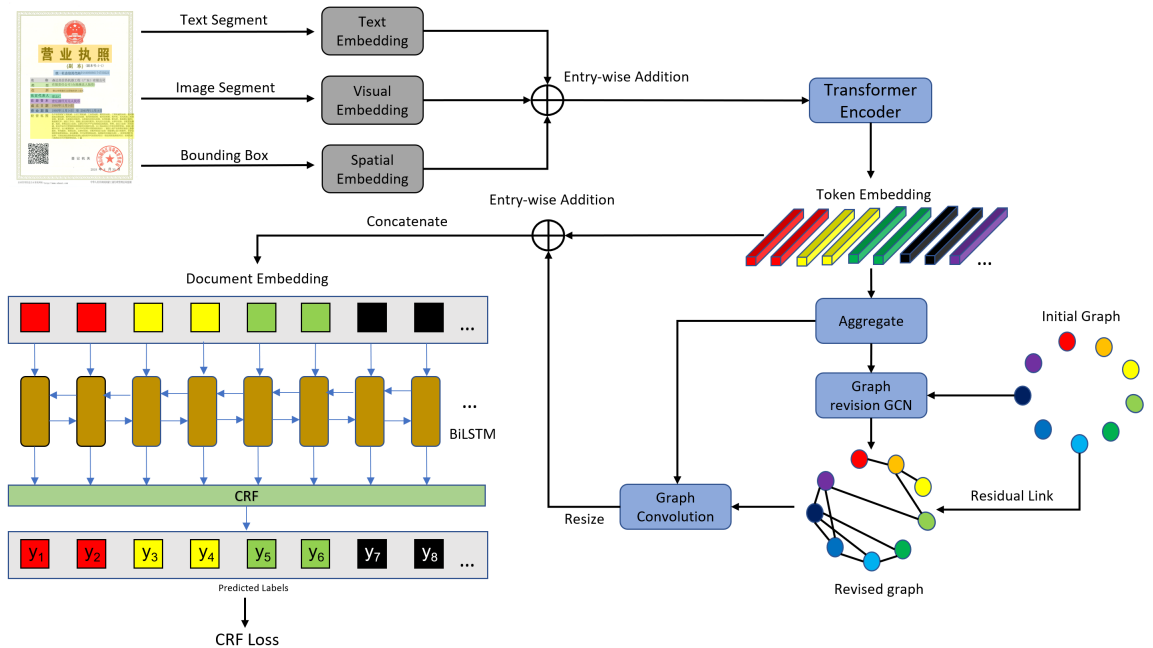 营业执照
Text Segment
Text
Embedding
Image Segment
Visual
Embedding
Bounding Box
Spatial
Embedding
Entry-wise Addition
Transformer
Encoder
Token Embedding
...
Entry-wise Addition
Concatenate
Document Embedding
...
Aggregate
Initial Graph
Graph
revision GCN
...
BiLSTM
CRF
Residual Link
Graph
Convolution
Resize
Revised graph
y1 y2 y3 y4 y5 y6 y7 y8 ...
Predicted Labels
CRF Loss